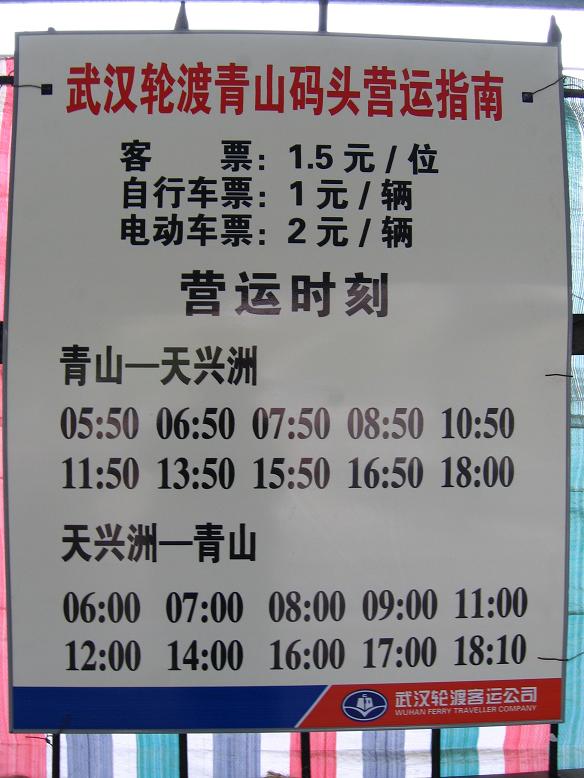 武汉轮渡青山码头营运指南
客 票：1.5 元 / 位
自行车票：1 元 / 辆
电动车票：2 元 / 辆
营运时刻
青山—天兴洲
05:50 06:50 07:50 08:50 10:50
11:50 13:50 15:50 16:50 18:00
天兴洲—青山
06:00 07:00 08:00 09:00 11:00
12:00 14:00 16:00 17:00 18:10
武汉轮渡客运公司
WUHAN FERRY TRAVELLER COMPANY